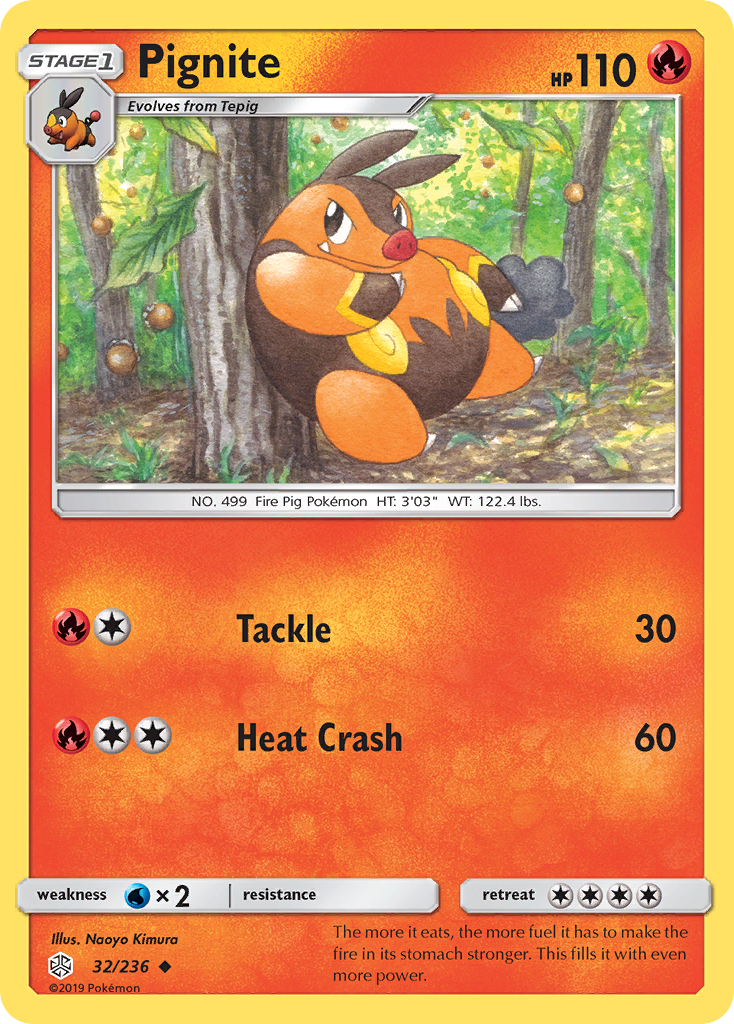 STAGE1
Pignite
HP 110
Evolves from Tepig
NO. 499 Fire Pig Pokémon HT: 3'03" WT: 122.4 lbs.
Tackle 30
Heat Crash 60
weakness ×2 resistance retreat
Illus. Naoyo Kimura
32/236
©2019 Pokémon
The more it eats, the more fuel it has to make the
fire in its stomach stronger. This fills it with even
more power.